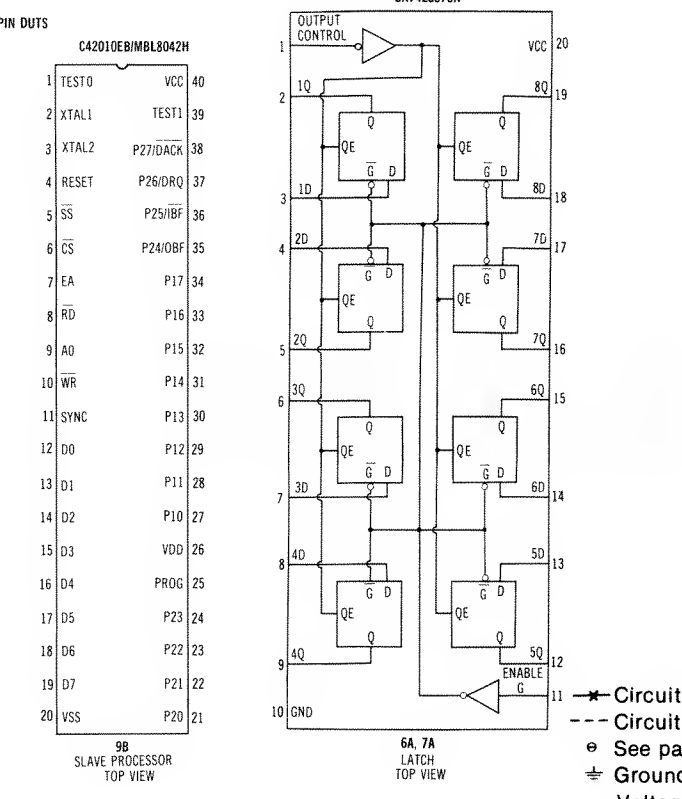 PIN DUTS
C42010EB/MBL8042H
1 TEST0 VCC 40
2 XTAL1 TEST1 39
3 XTAL2 P27/DACK 38
4 RESET P26/DRQ 37
5 SS P25/IBF 36
6 CS P24/OBF 35
7 EA P17 34
8 RD P16 33
9 A0 P15 32
10 WR P14 31
11 SYNC P13 30
12 D0 P12 29
13 D1 P11 28
14 D2 P10 27
15 D3 VDD 26
16 D4 PROG 25
17 D5 P23 24
18 D6 P22 23
19 D7 P21 22
20 VSS P20 21
9B
SLAVE PROCESSOR
TOP VIEW
OUTPUT
CONTROL
1 VCC 20
1Q 8Q
2 19
Q Q
QE QE
G D G D
1D 8D
3 18
2D 7D
4 17
G D G D
QE QE
Q Q
2Q 7Q
5 16
3Q 6Q
6 15
Q Q
QE QE
G D G D
3D 6D
7 14
4D 5D
8 13
G D G D
QE QE
Q Q
4Q 5Q
9 12
ENABLE
G
11
10 GND
6A, 7A
LATCH
TOP VIEW
Circuit
Circuit
See pa
Ground